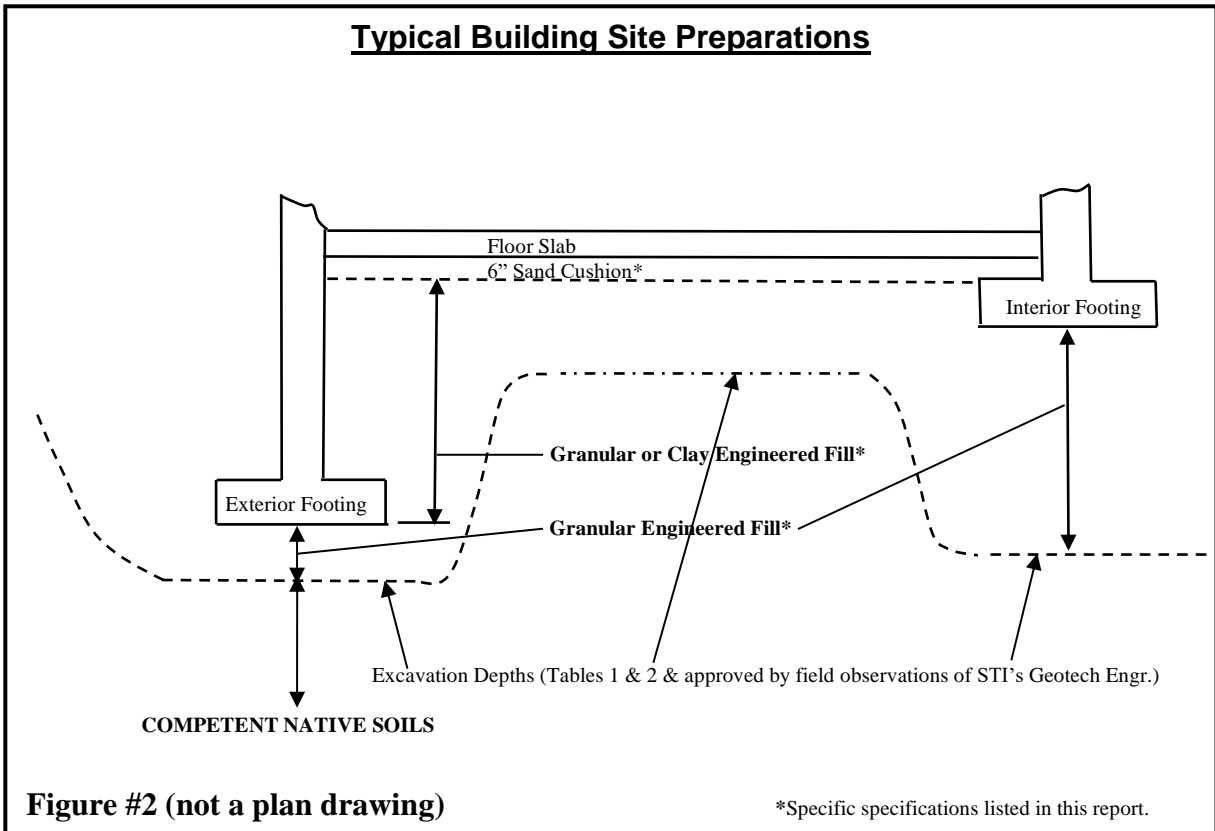 Typical Building Site Preparations
Floor Slab
6” Sand Cushion*
Interior Footing
Granular or Clay Engineered Fill*
Exterior Footing
Granular Engineered Fill*
Excavation Depths (Tables 1 & 2 & approved by field observations of STI’s Geotech Engr.)
COMPETENT NATIVE SOILS
Figure #2 (not a plan drawing)
*Specific specifications listed in this report.